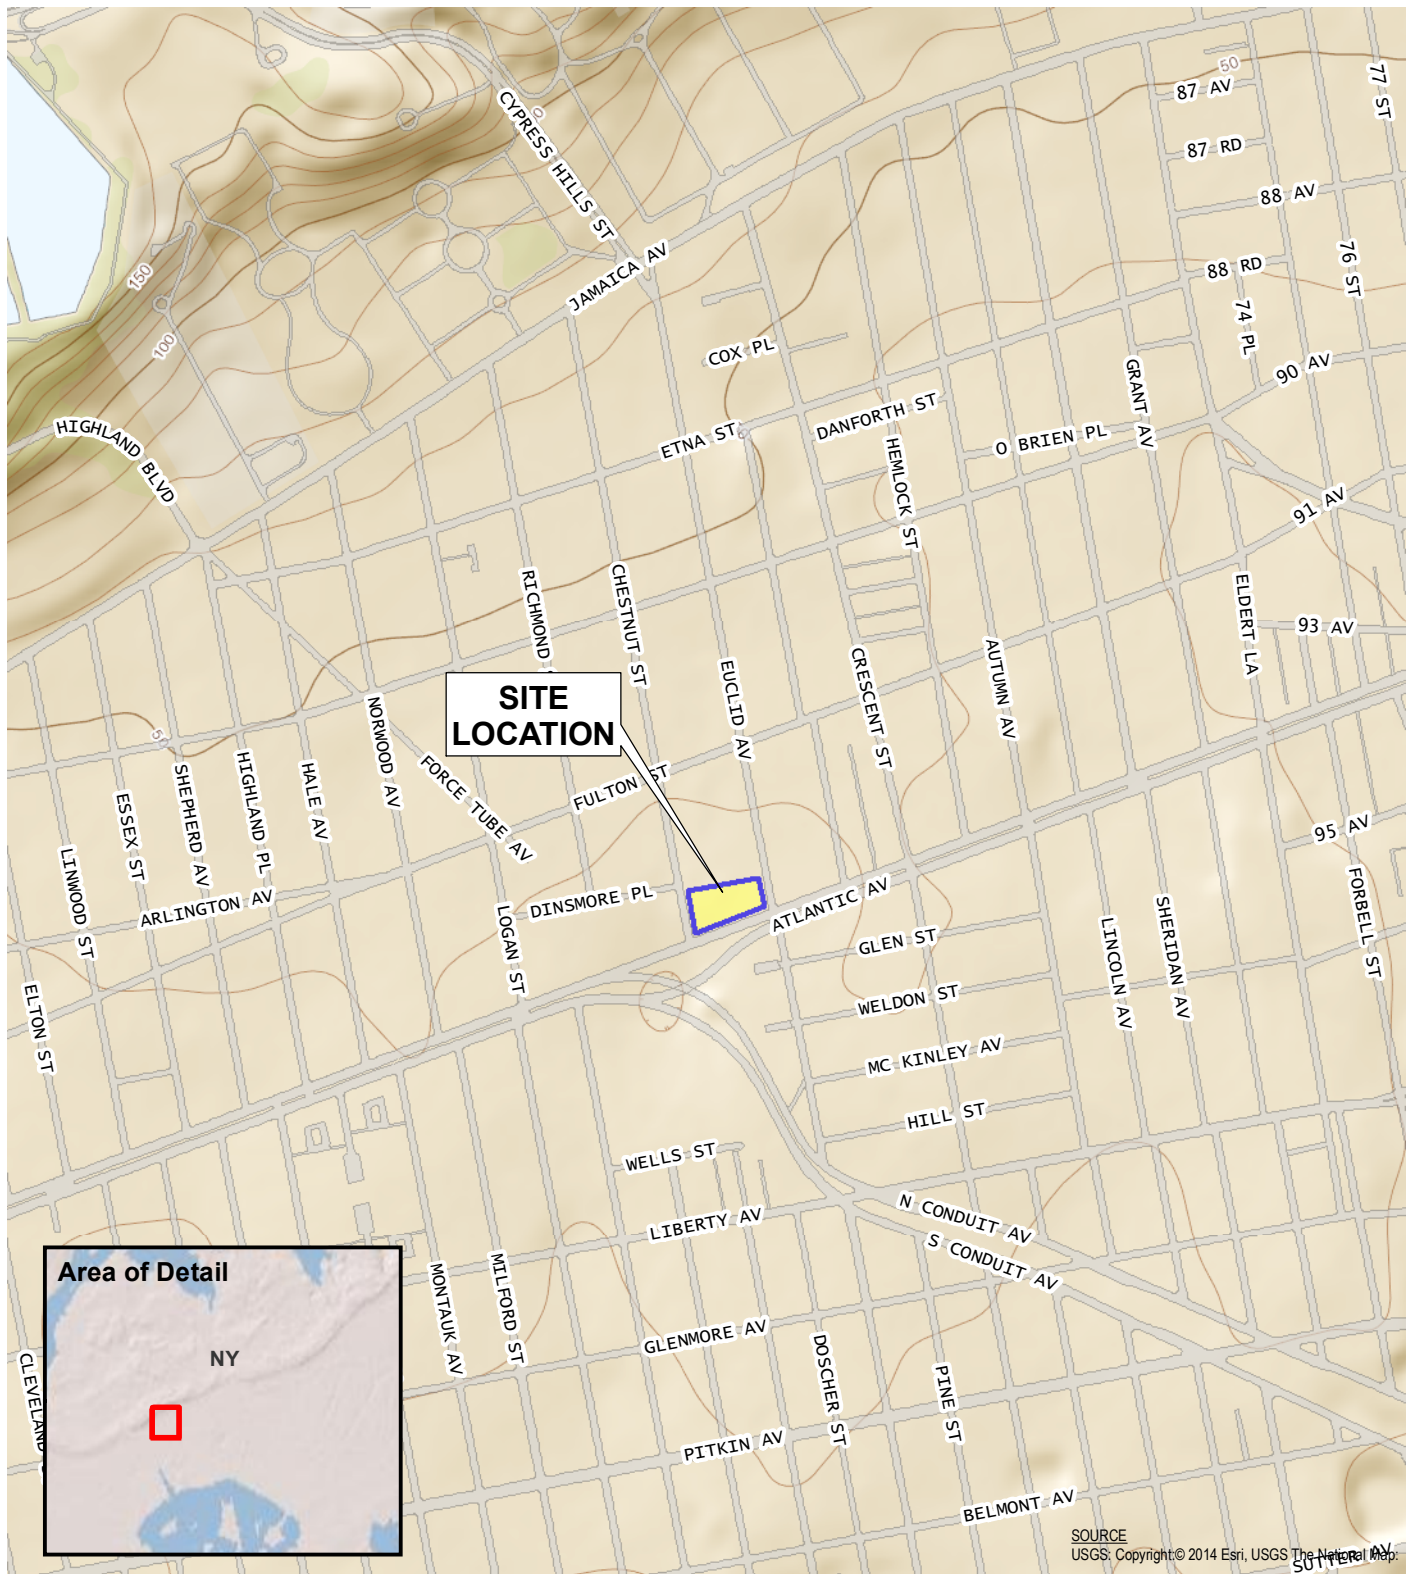 50
77 ST
87 AV
CYPRESS HILLS ST
87 RD
88 AV
JAMAICA AV
88 RD
76 ST
150
74 PL
100
COX PL
GRANT AV
90 AV
HIGHLAND BLVD
ETNA ST
DANFORTH ST
O BRIEN PL
HEMLOCK ST
91 AV
RICHMOND
CHESTNUT ST
ELDERT LA
93 AV
EUCLID AV
CRESCENT ST
AUTUMN AV
SITE
LOCATION
NORWOOD AV
FORCE TUBE AV
FULTON ST
HIGHLAND PL
HALE AV
SHEPHERD AV
ESSEX ST
95 AV
LINWOOD ST
ARLINGTON AV
DINSMORE PL
LOGAN ST
ATLANTIC AV
FORBELL ST
GLEN ST
LINCOLN AV
SHERIDAN AV
ELTON ST
WELDON ST
MC KINLEY AV
HILL ST
WELLS ST
LIBERTY AV
N CONDUIT AV
S CONDUIT AV
Area of Detail
NY
MONTAUK AV
MILFORD ST
GLENMORE AV
DOSCHER ST
PINE ST
CLEVELAND
PITKIN AV
BELMONT AV
SOURCE
USGS: Copyright:© 2014 Esri, USGS The National Map:
SUTTER AV